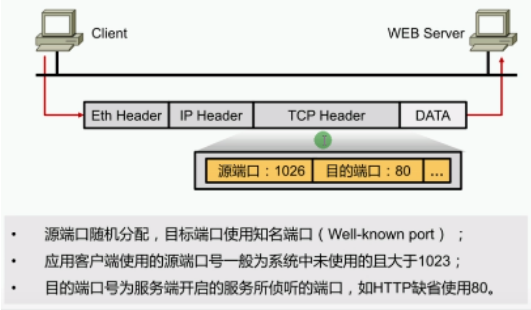 Client
WEB Server
Eth Header IP Header TCP Header DATA
源端口：1026 目的端口：80 ...
• 源端口随机分配，目标端口使用知名端口（Well-known port）；
• 应用客户端使用的源端口号一般为系统中未使用的且大于1023；
• 目的端口号为服务端开启的服务所侦听的端口，如HTTP缺省使用80。